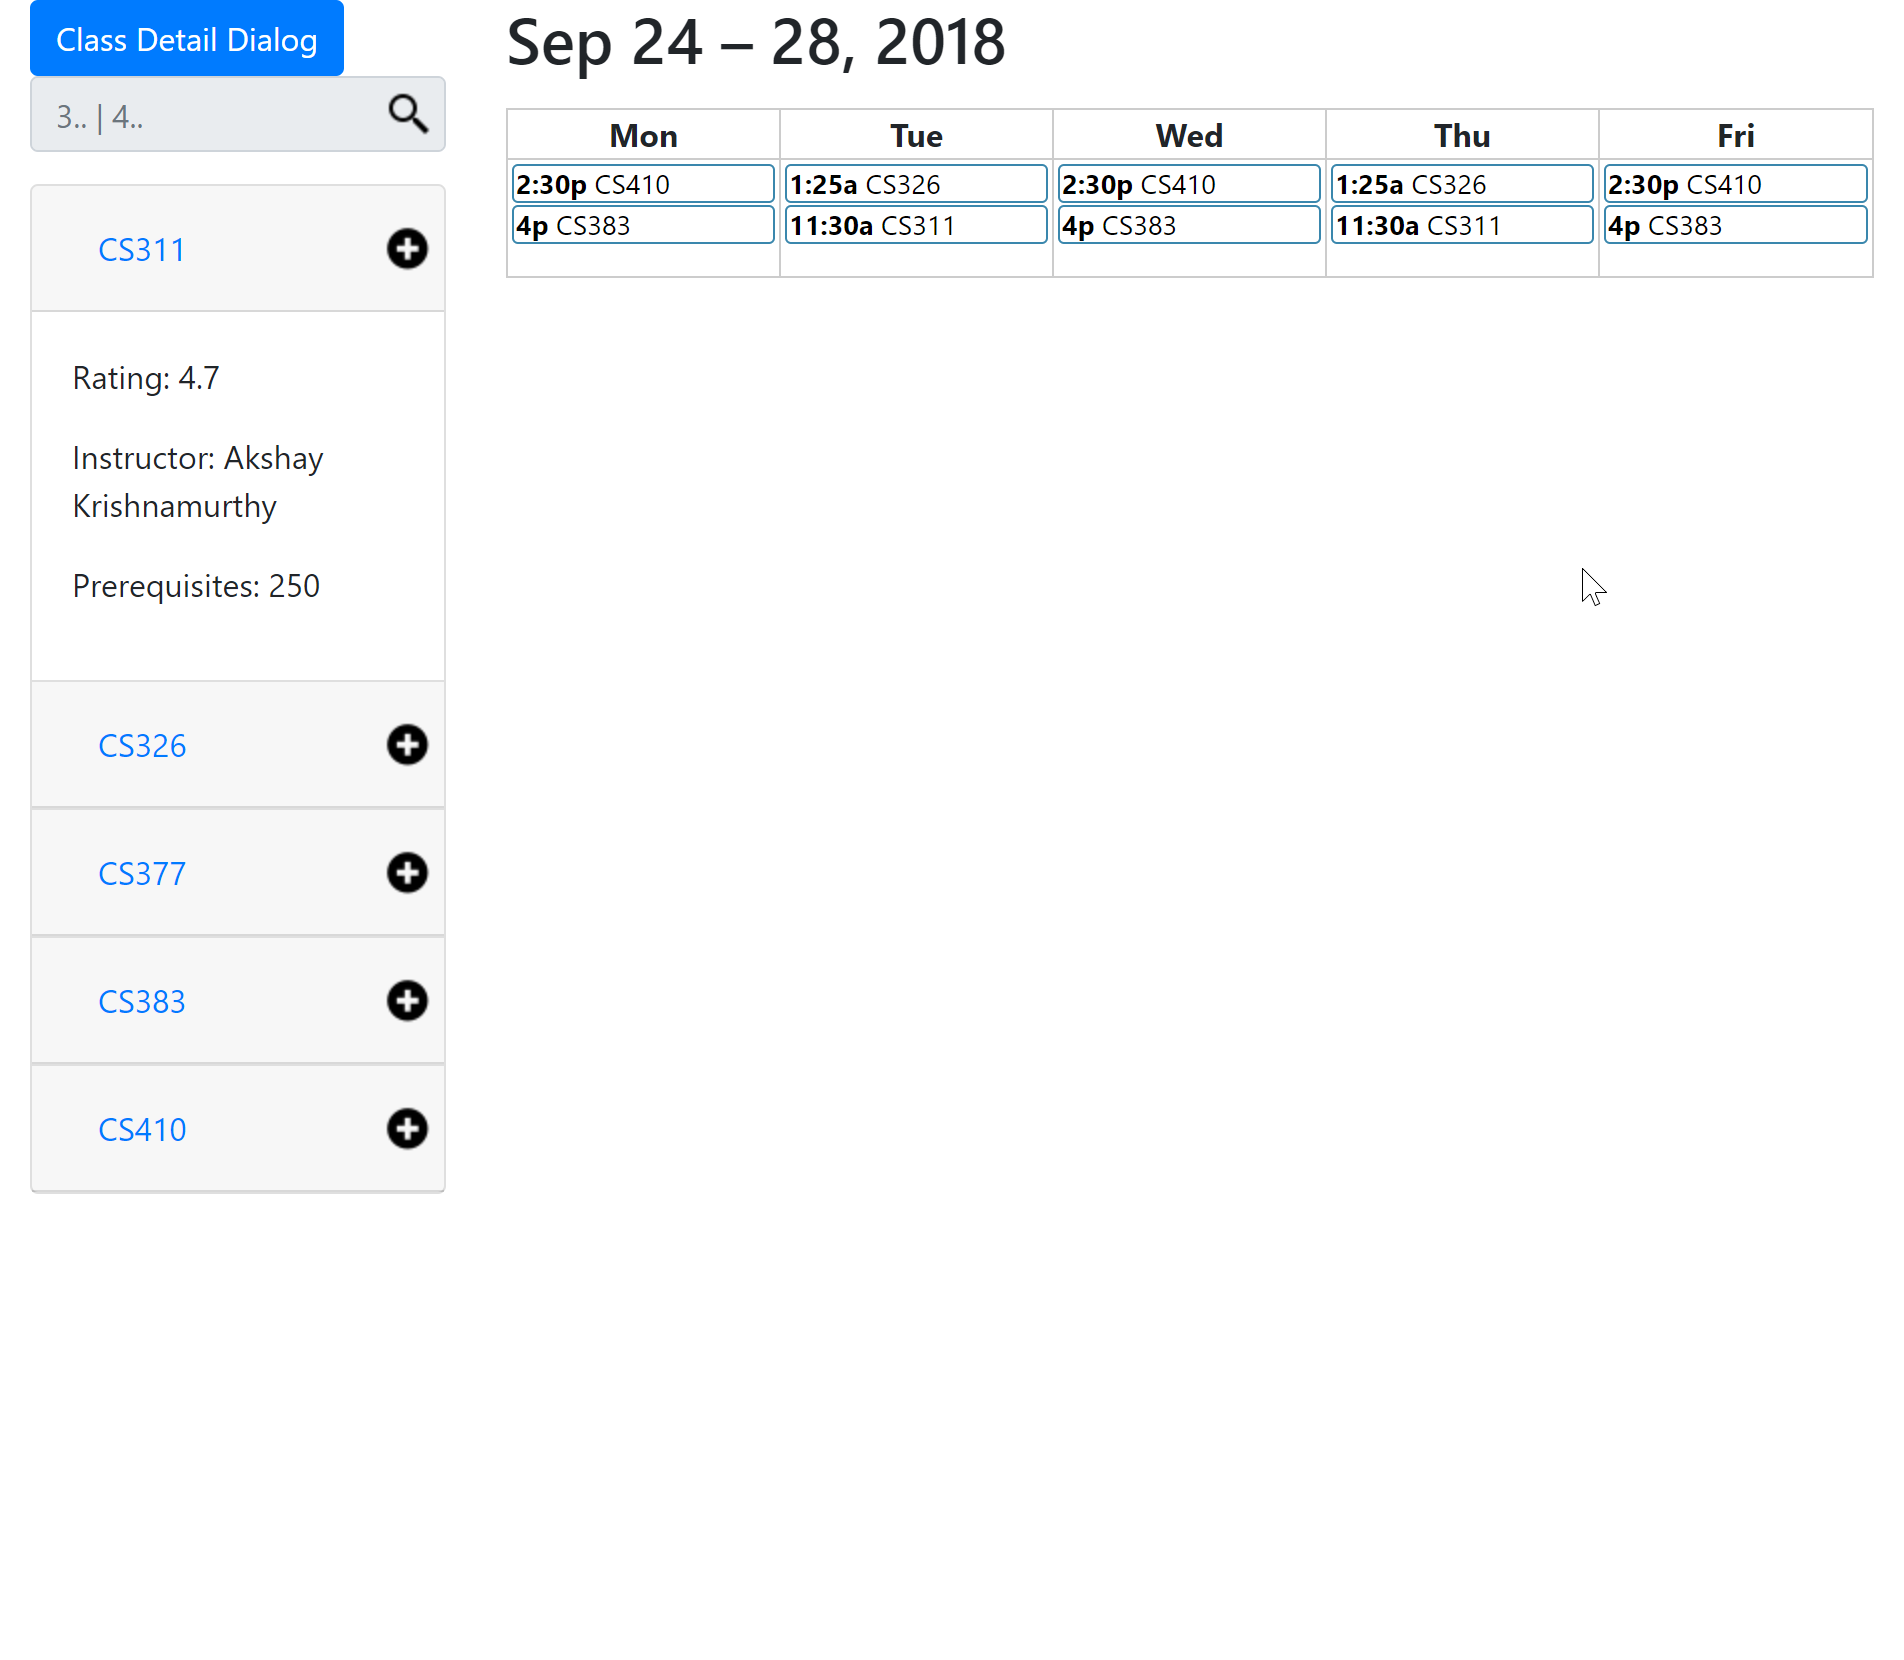 Class Detail Dialog
3.. | 4..
CS311
Rating: 4.7
Instructor: Akshay
Krishnamurthy
Prerequisites: 250
CS326
CS377
CS383
CS410
Sep 24 – 28, 2018
Mon Tue Wed Thu Fri
2:30p CS410 1:25a CS326 2:30p CS410 1:25a CS326 2:30p CS410
4p CS383 11:30a CS311 4p CS383 11:30a CS311 4p CS383